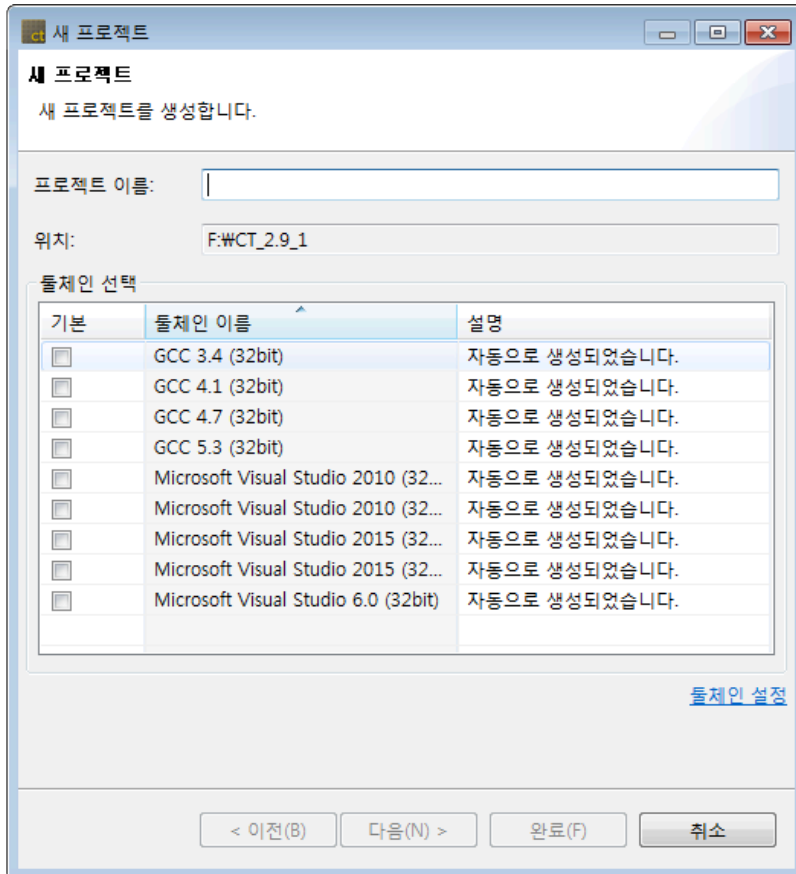 ct 새 프로젝트
새 프로젝트
새 프로젝트를 생성합니다.
프로젝트 이름:
위치: F:₩CT_2.9_1
툴체인 선택
기본 툴체인 이름 설명
GCC 3.4 (32bit) 자동으로 생성되었습니다.
GCC 4.1 (32bit) 자동으로 생성되었습니다.
GCC 4.7 (32bit) 자동으로 생성되었습니다.
GCC 5.3 (32bit) 자동으로 생성되었습니다.
Microsoft Visual Studio 2010 (32... 자동으로 생성되었습니다.
Microsoft Visual Studio 2010 (32... 자동으로 생성되었습니다.
Microsoft Visual Studio 2015 (32... 자동으로 생성되었습니다.
Microsoft Visual Studio 2015 (32... 자동으로 생성되었습니다.
Microsoft Visual Studio 6.0 (32bit) 자동으로 생성되었습니다.
툴체인 설정
< 이전(B) 다음(N) > 완료(F) 취소